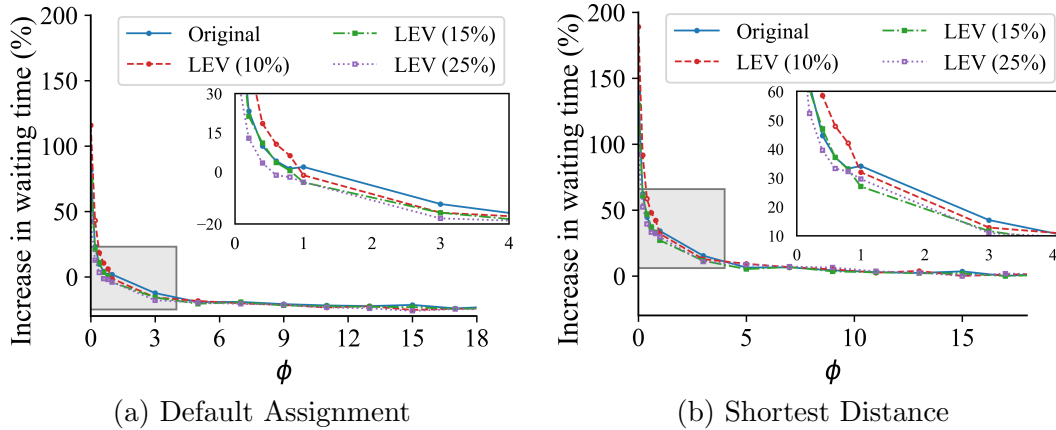 Increase in waiting time (%)
200
150
100
50
0
Original
LEV (10%)
LEV (15%)
LEV (25%)
30
15
0
−20
0 1 2 3 4
0 3 6 9 12 15 18
ϕ
(a) Default Assignment
Increase in waiting time (%)
200
150
100
50
0
Original
LEV (10%)
LEV (15%)
LEV (25%)
60
50
40
30
20
10
0 1 2 3 4
0 5 10 15
ϕ
(b) Shortest Distance